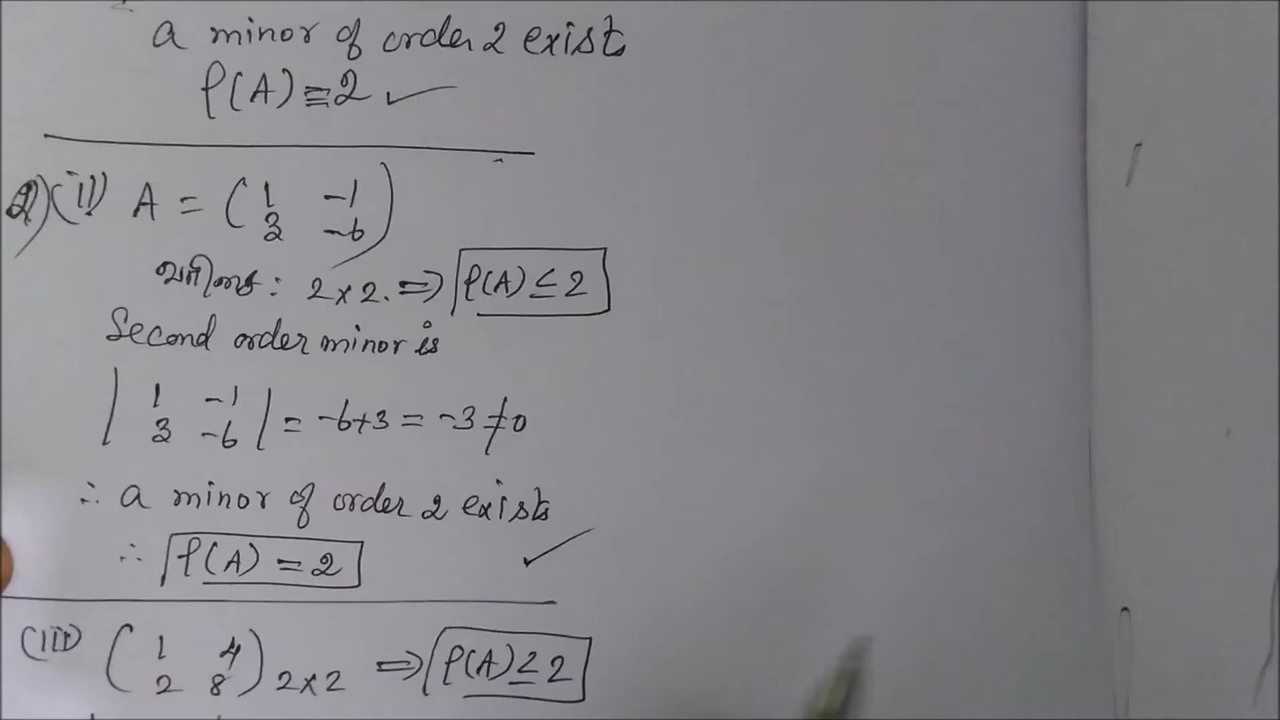 a minor of order 2 exists
ρ(A) = 2 ✓
2) (ii) A = ( 1 -1
3 -6 )
வரிசை : 2×2. ⇒ ρ(A) ≤ 2
Second order minor is
| 1 -1
3 -6 | = -6+3 = -3 ≠ 0
∴ a minor of order 2 exists
∴ ρ(A) = 2 ✓
(iii) ( 1 4
2 8 ) 2×2 ⇒ ρ(A) ≤ 2